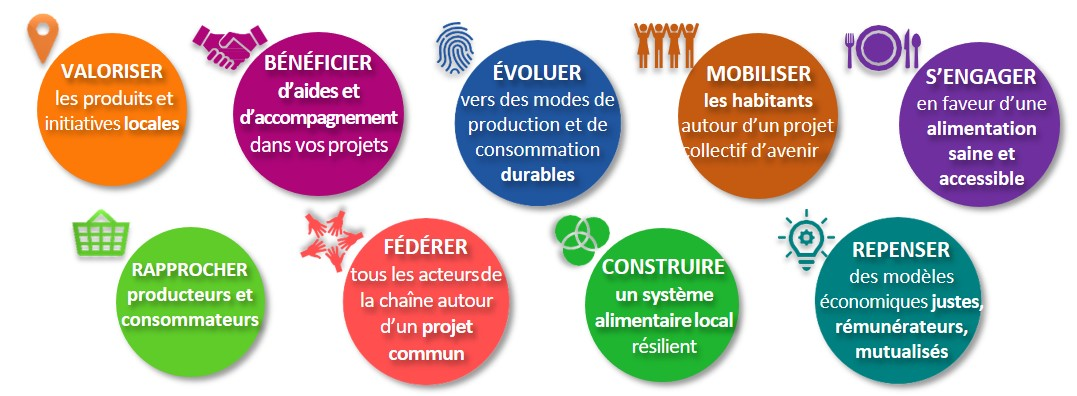 VALORISER
les produits et
initiatives locales
BÉNÉFICIER
d'aides et
d'accompagnement
dans vos projets
ÉVOLUER
vers des modes de
production et de
consommation
durables
MOBILISER
les habitants
autour d'un projet
collectif d'avenir
S'ENGAGER
en faveur d'une
alimentation
saine et
accessible
RAPPROCHER
producteurs et
consommateurs
FÉDÉRER
tous les acteurs de
la chaîne autour
d'un projet
commun
CONSTRUIRE
un système
alimentaire local
résilient
REPENSER
des modèles
économiques justes,
rémunérateurs,
mutualisés